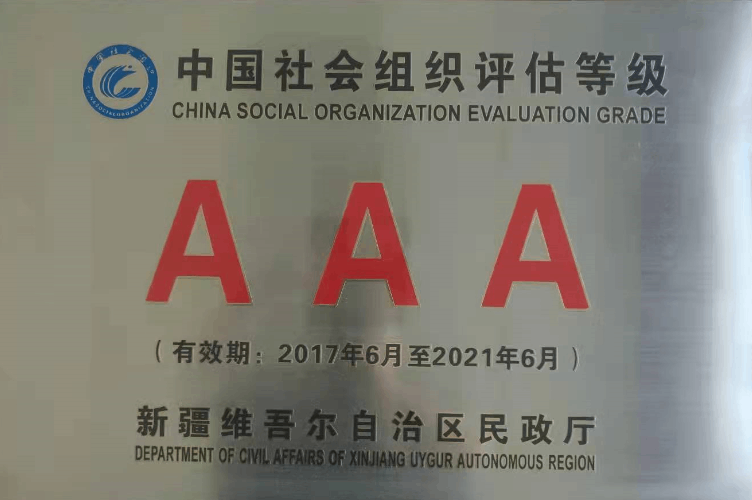 中国社会组织评估等级
CHINA SOCIAL ORGANIZATION EVALUATION GRADE
A A A
（有效期：2017年6月至2021年6月）
新疆维吾尔自治区民政厅
DEPARTMENT OF CIVIL AFFAIRS OF XINJIANG UYGUR AUTONOMOUS REGION